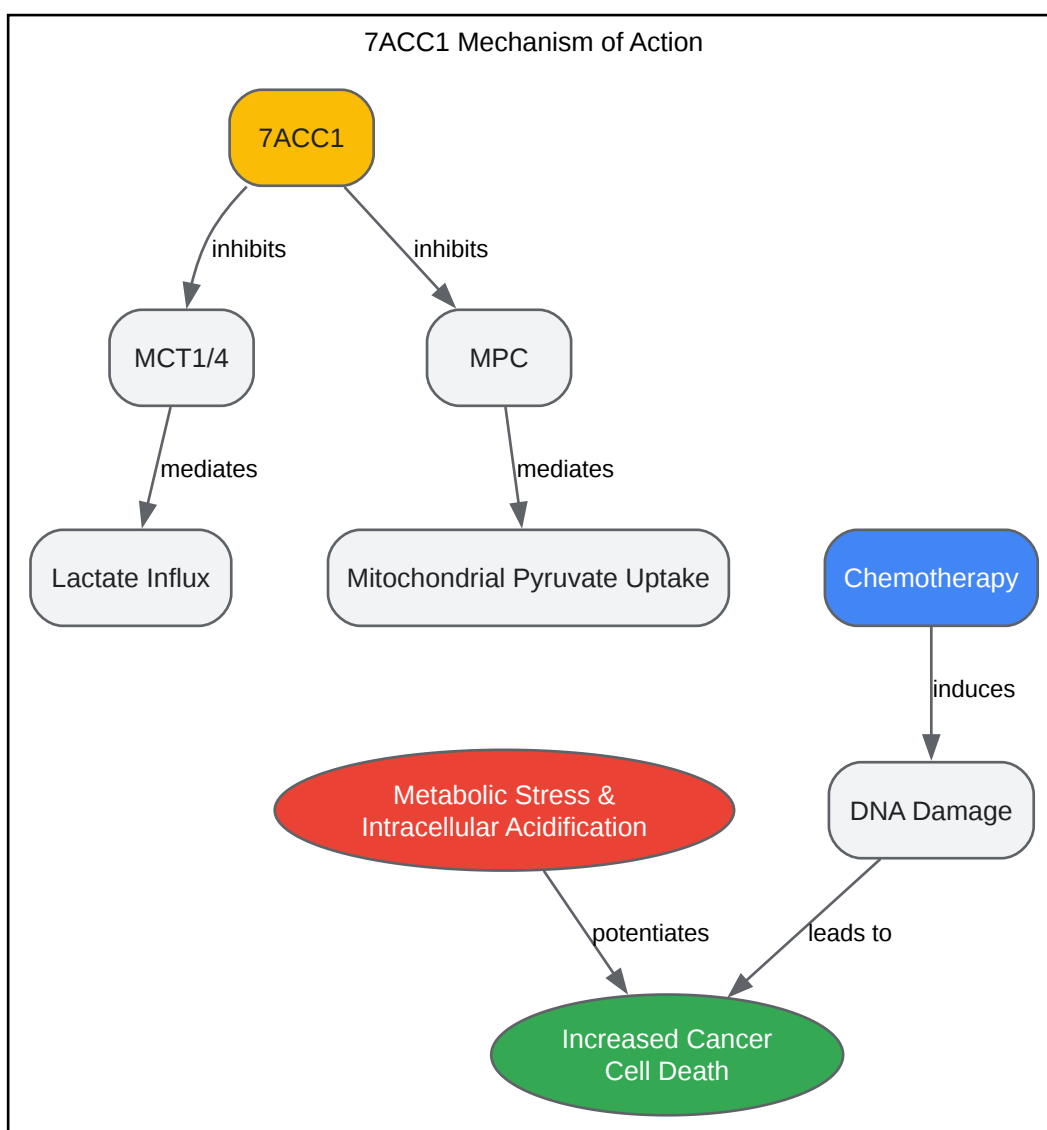 7ACC1 Mechanism of Action
7ACC1
inhibits
inhibits
MCT1/4
MPC
mediates
mediates
Lactate Influx
Mitochondrial Pyruvate Uptake
Chemotherapy
induces
Metabolic Stress &
Intracellular Acidification
DNA Damage
potentiates
leads to
Increased Cancer
Cell Death